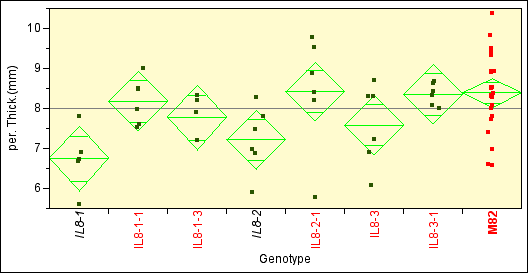 per. Thick.(mm)
10
9
8
7
6
IL8-1
IL8-1-1
IL8-1-3
IL8-2
IL8-2-1
IL8-3
IL8-3-1
M82
Genotype